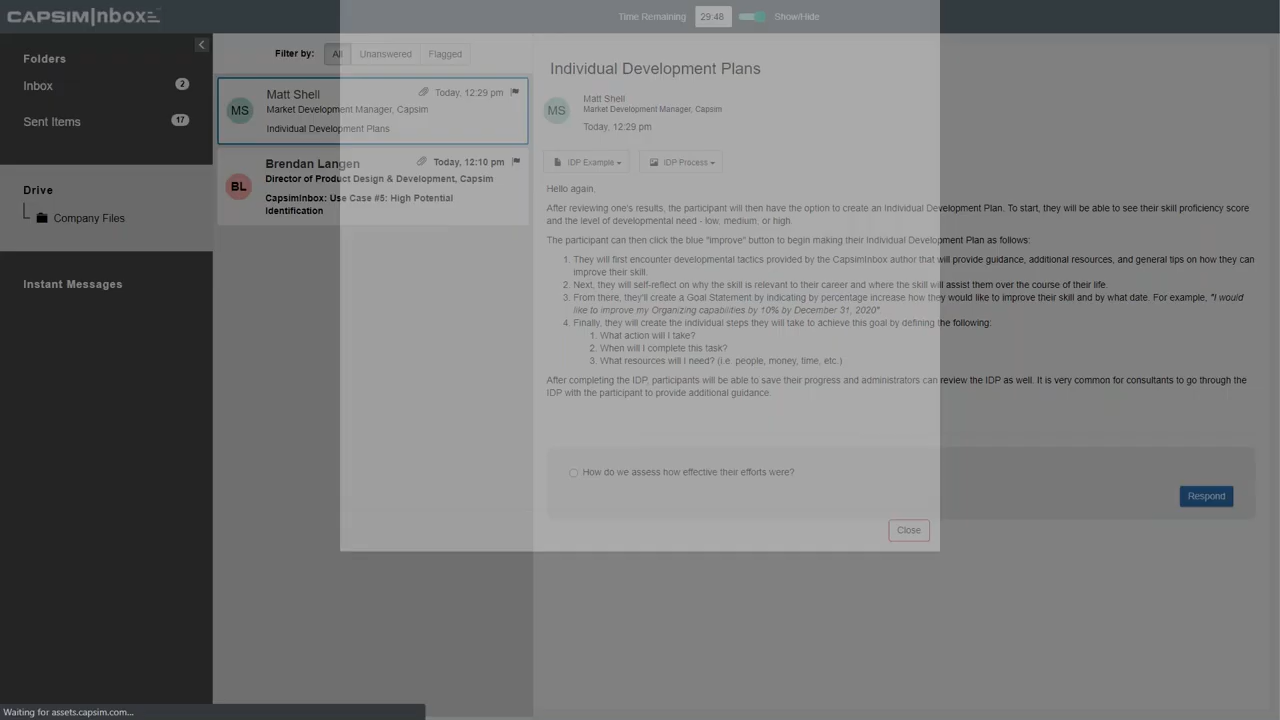 CAPSIM|nbox
Time Remaining 29:48 Show/Hide
Folders
Inbox 2
Sent Items 17
Drive
Company Files
Instant Messages
Filter by: All Unanswered Flagged
MS
Matt Shell Today, 12:29 pm
Market Development Manager, Capsim
Individual Development Plans
BL
Brendan Langen Today, 12:10 pm
Director of Product Design & Development, Capsim
CapsimInbox: Use Case #5: High Potential
Identification
Individual Development Plans
MS
Matt Shell
Market Development Manager, Capsim
Today, 12:29 pm
IDP Example IDP Process
Hello again,
After reviewing one's results, the participant will then have the option to create an Individual Development Plan. To start, they will be able to see their skill proficiency score
and the level of developmental need - low, medium, or high.
The participant can then click the blue "Improve" button to begin making their Individual Development Plan as follows:
1. They will first encounter developmental tactics provided by the CapsimInbox author that will provide guidance, additional resources, and general tips on how they can
improve their skill.
2. Next, they will self-reflect on why the skill is relevant to their career and where the skill will assist them over the course of their life.
3. From there, they'll create a Goal Statement by indicating by percentage increase how they would like to improve their skill and by what date. For example, "I would
like to improve my Organizing capabilities by 10% by December 31, 2020".
4. Finally, they will create the individual steps they will take to achieve this goal by defining the following:
1. What action will I take?
2. When will I complete this task?
3. What resources will I need? (i.e. people, money, time, etc.)
After completing the IDP, participants will be able to save their progress and administrators can review the IDP as well. It is very common for consultants to go through the
IDP with the participant to provide additional guidance.
How do we assess how effective their efforts were?
Respond
Close
Waiting for assets.capsim.com...